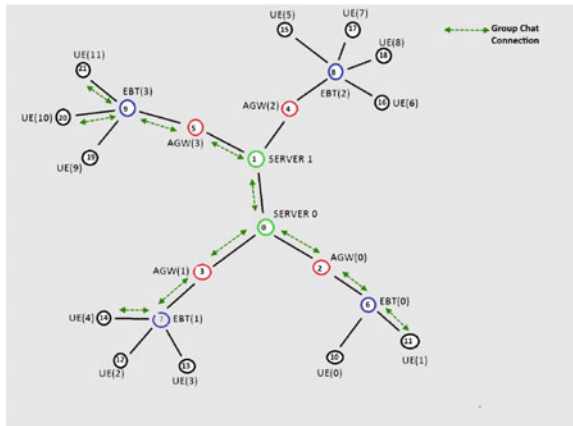 UE(5)
UE(7)
15
17
Group Chat
Connection
UE(11)
21
UE(8)
18
8
EBT(2)
EBT(3)
9
UE(10)
20
AGW(2)
4
16
UE(6)
5
AGW(3)
19
UE(9)
1
SERVER 1
SERVER 0
0
AGW(1)
3
AGW(0)
2
UE(4)
14
7
EBT(1)
6
EBT(0)
12
UE(2)
13
UE(3)
10
UE(0)
11
UE(1)